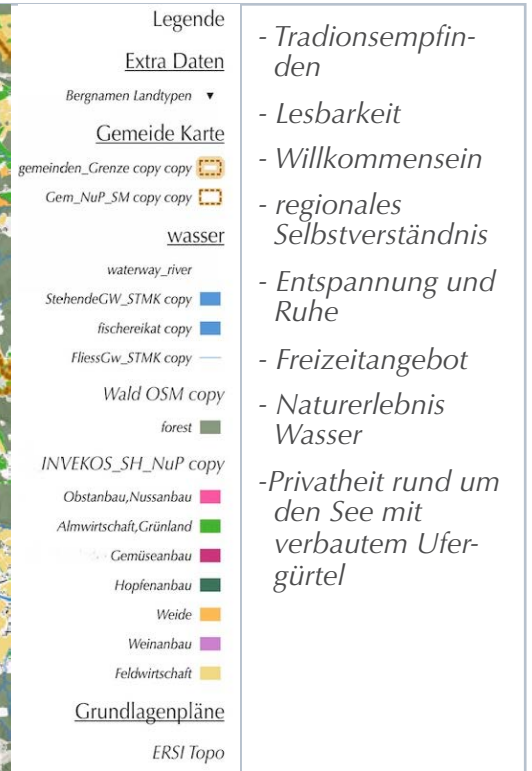 Legende
Extra Daten
Bergnamen Landtypen
Gemeide Karte
gemeinden_Grenze copy copy
Gem_NuP_SM copy copy
wasser
waterway_river
StehendeGW_STMK copy
fischereikat copy
FliessGw_STMK copy
Wald OSM copy
forest
INVEKOS_SH_NuP copy
Obstanbau,Nussanbau
Almwirtschaft,Grünland
Gemüseanbau
Hopfenanbau
Weide
Weinanbau
Feldwirtschaft
Grundlagenpläne
ERSI Topo
- Tradionsempfin-
den
- Lesbarkeit
- Willkommensein
- regionales
Selbstverständnis
- Entspannung und
Ruhe
- Freizeitangebot
- Naturerlebnis
Wasser
-Privatheit rund um
den See mit
verbautem Ufer-
gürtel